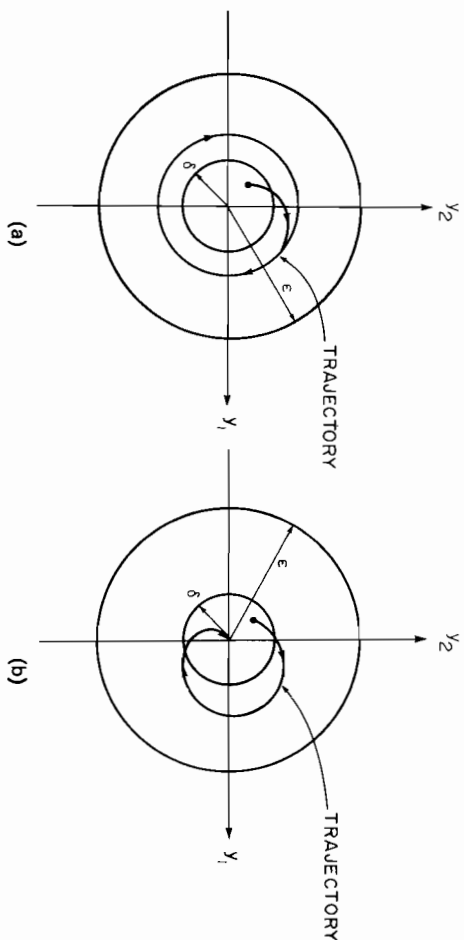 y₂
TRAJECTORY
ε
δ
y₁
(a)
y₂
TRAJECTORY
ε
δ
y₁
(b)